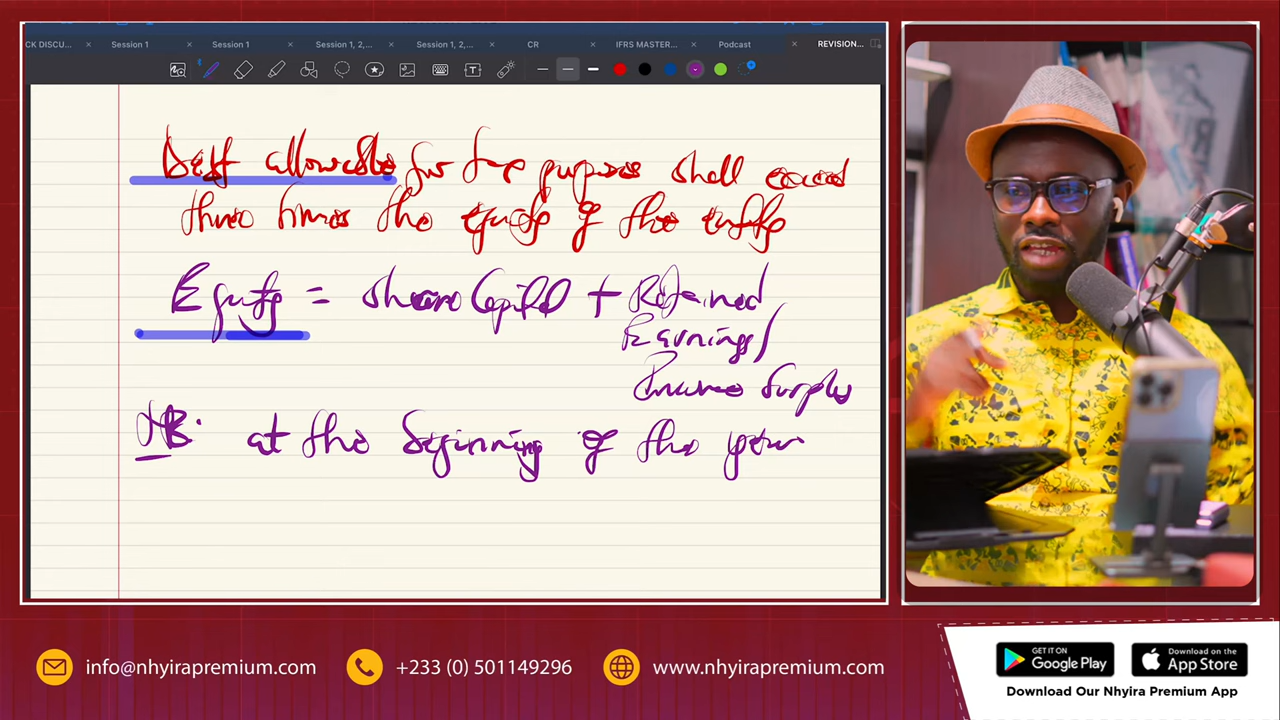 CK DISCU...
Session 1
Session 1
Session 1, 2,...
Session 1, 2,...
CR
IFRS MASTER...
Podcast
REVISION...
Debt allowable for tax purposes shall exceed
three times the equity of the entity
Equity = share Capital + Retained
Earnings/
Income Surplus
NB: at the beginning of the year
info@nhyirapremium.com
+233 (0) 501149296
www.nhyirapremium.com
GET IT ON
Google Play
Download on the
App Store
Download Our Nhyira Premium App